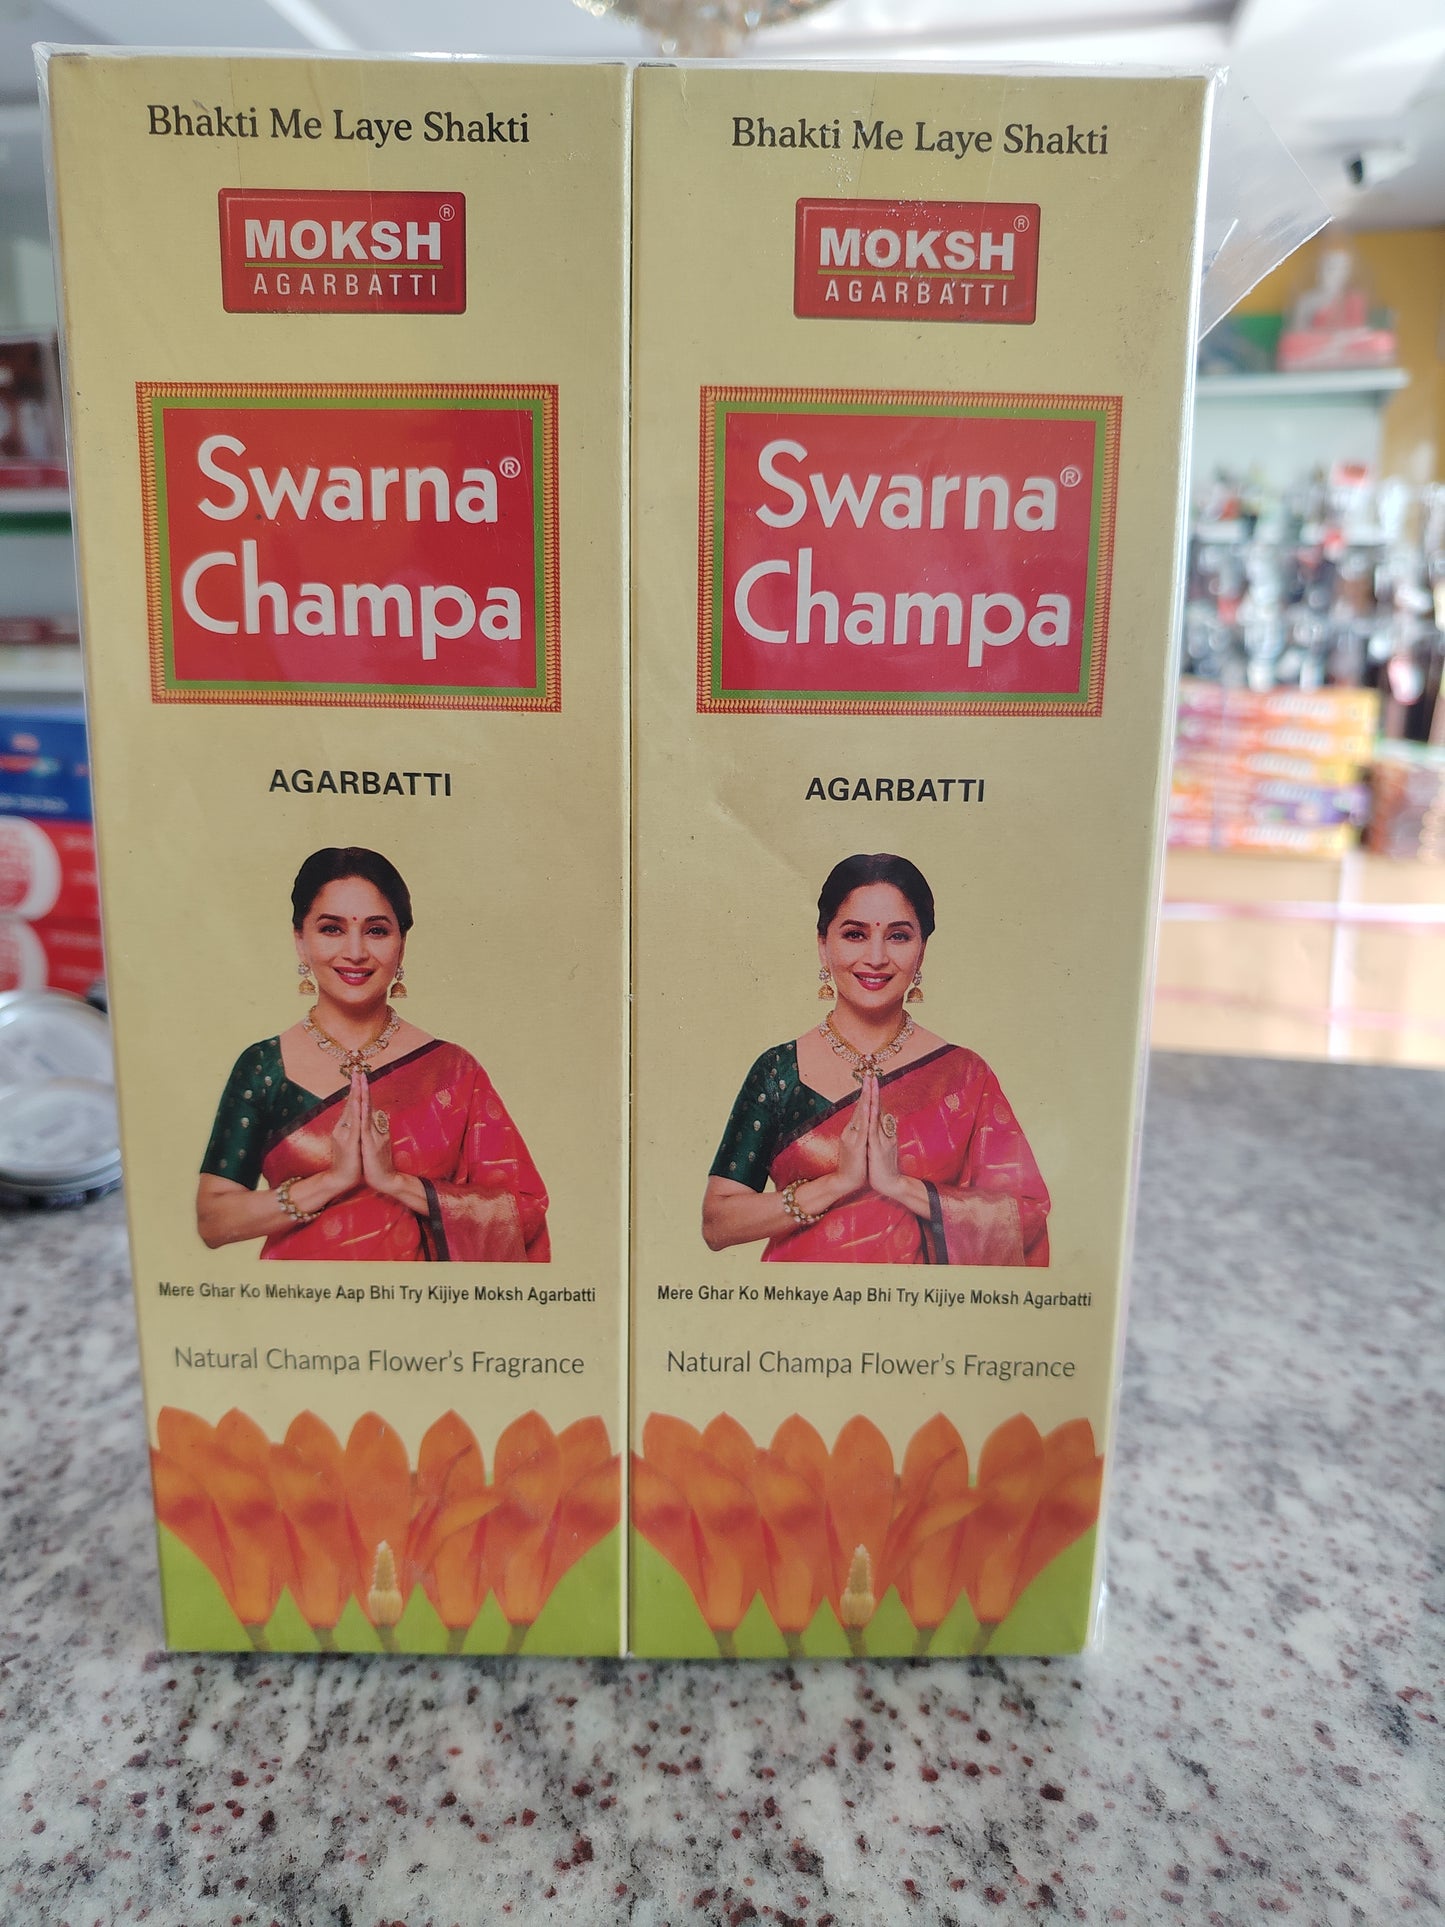 Bhakti Me Laye Shakti
MOKSH®
AGARBATTI
Swarna®
Champa
AGARBATTI
Mere Ghar Ko Mehkaye Aap Bhi Try Kijiye Moksh Agarbatti
Natural Champa Flower's Fragrance
Bhakti Me Laye Shakti
MOKSH®
AGARBATTI
Swarna®
Champa
AGARBATTI
Mere Ghar Ko Mehkaye Aap Bhi Try Kijiye Moksh Agarbatti
Natural Champa Flower's Fragrance